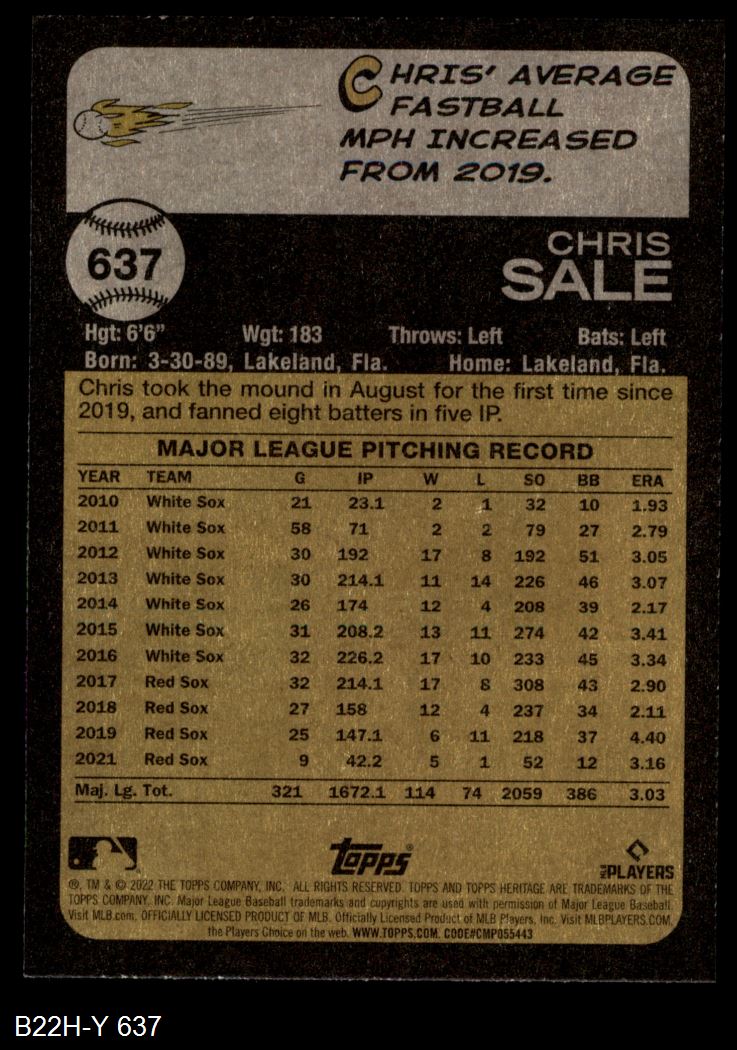 CHRIS' AVERAGE
FASTBALL
MPH INCREASED
FROM 2019.
637
CHRIS
SALE
Hgt: 6'6" Wgt: 183 Throws: Left Bats: Left
Born: 3-30-89, Lakeland, Fla. Home: Lakeland, Fla.
Chris took the mound in August for the first time since
2019, and fanned eight batters in five IP.
MAJOR LEAGUE PITCHING RECORD
YEAR TEAM G IP W L SO BB ERA
2010 White Sox 21 23.1 2 1 32 10 1.93
2011 White Sox 58 71 2 2 79 27 2.79
2012 White Sox 30 192 17 8 192 51 3.05
2013 White Sox 30 214.1 11 14 226 46 3.07
2014 White Sox 26 174 12 4 208 39 2.17
2015 White Sox 31 208.2 13 11 274 42 3.41
2016 White Sox 32 226.2 17 10 233 45 3.34
2017 Red Sox 32 214.1 17 8 308 43 2.90
2018 Red Sox 27 158 12 4 237 34 2.11
2019 Red Sox 25 147.1 6 11 218 37 4.40
2021 Red Sox 9 42.2 5 1 52 12 3.16
Maj. Lg. Tot. 321 1672.1 114 74 2059 386 3.03
Topps®
MLB PLAYERS
®, TM & © 2022 THE TOPPS COMPANY, INC. ALL RIGHTS RESERVED. TOPPS AND TOPPS HERITAGE ARE TRADEMARKS OF THE
TOPPS COMPANY, INC. Major League Baseball trademarks and copyrights are used with permission of Major League Baseball.
Visit MLB.com. OFFICIALLY LICENSED PRODUCT OF MLB. Officially Licensed Product of MLB Players, Inc. Visit MLBPLAYERS.COM,
the Players Choice on the web. WWW.TOPPS.COM. CODE#CMP055443
B22H-Y 637